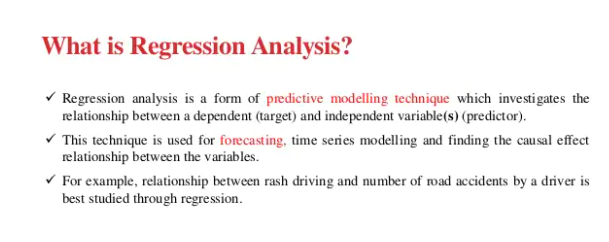 What is Regression Analysis?
✓ Regression analysis is a form of predictive modelling technique which investigates the
relationship between a dependent (target) and independent variable(s) (predictor).
✓ This technique is used for forecasting, time series modelling and finding the causal effect
relationship between the variables.
✓ For example, relationship between rash driving and number of road accidents by a driver is
best studied through regression.